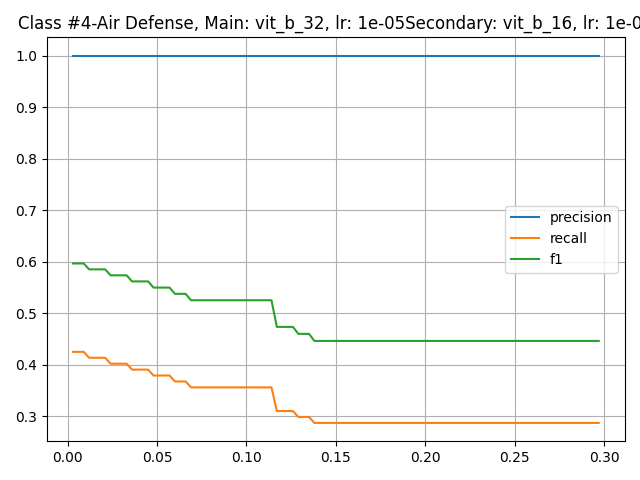 Class #4-Air Defense, Main: vit_b_32, lr: 1e-05Secondary: vit_b_16, lr: 1e-0
1.0
0.9
0.8
0.7
0.6
0.5
0.4
0.3
precision
recall
f1
0.00 0.05 0.10 0.15 0.20 0.25 0.30